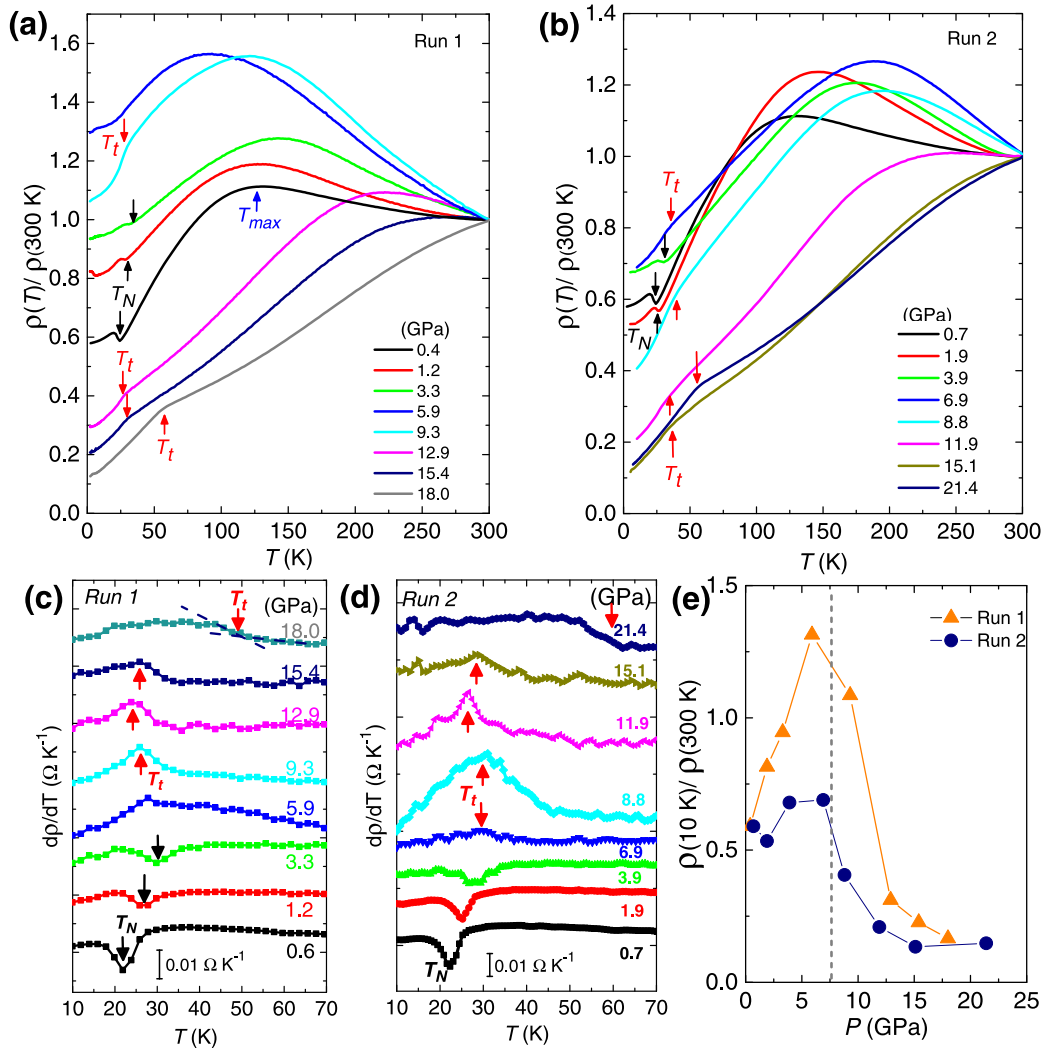 (a)
Run 1
ρ(T)/ ρ(300 K)
1.6
1.4
1.2
1.0
0.8
0.6
0.4
0.2
0.0
T_t
T_max
T_N
T_t
T_t
(GPa)
0.4
1.2
3.3
5.9
9.3
12.9
15.4
18.0
0 50 100 150 200 250 300
T (K)
(b)
Run 2
ρ(T)/ ρ(300 K)
1.4
1.2
1.0
0.8
0.6
0.4
0.2
0.0
T_t
T_N
T_t
(GPa)
0.7
1.9
3.9
6.9
8.8
11.9
15.1
21.4
0 50 100 150 200 250 300
T (K)
(c)
Run 1
T_t
(GPa)
18.0
15.4
12.9
9.3
T_t
5.9
3.3
1.2
T_N
0.6
0.01 Ω K⁻¹
dρ/dT (Ω K⁻¹)
10 20 30 40 50 60 70
T (K)
(d)
Run 2
(GPa)
21.4
15.1
11.9
8.8
T_t
6.9
3.9
1.9
T_N
0.7
0.01 Ω K⁻¹
dρ/dT (Ω K⁻¹)
10 20 30 40 50 60 70
T (K)
(e)
Run 1
Run 2
ρ(10 K)/ ρ(300 K)
1.5
1.0
0.5
0.0
0 5 10 15 20 25
P (GPa)